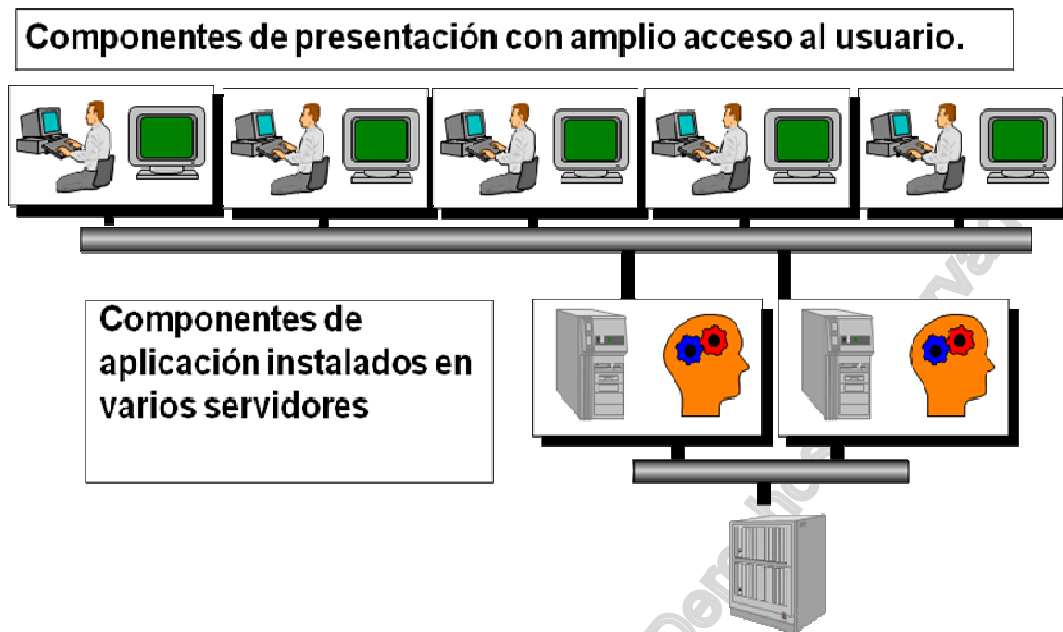 Componentes de presentación con amplio acceso al usuario.
Componentes de
aplicación instalados en
varios servidores